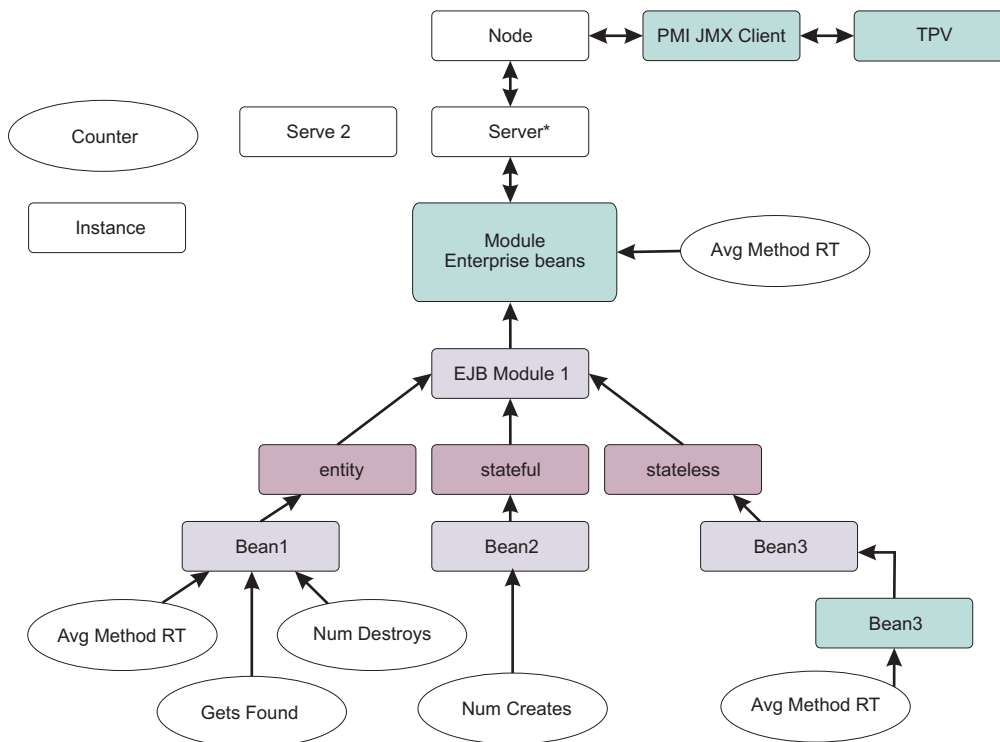 Node
PMI JMX Client
TPV
Counter
Serve 2
Server*
Instance
Module
Enterprise beans
Avg Method RT
EJB Module 1
entity
stateful
stateless
Bean1
Bean2
Bean3
Avg Method RT
Num Destroys
Bean3
Gets Found
Num Creates
Avg Method RT